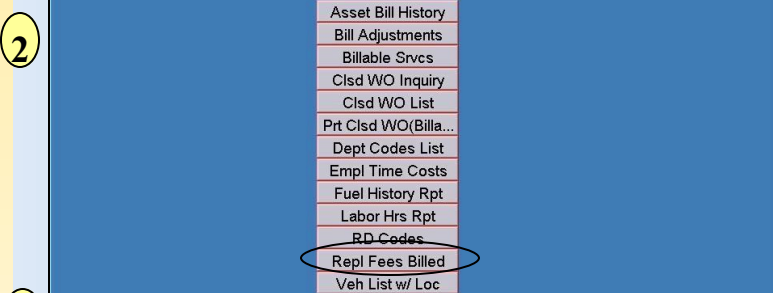 2
Asset Bill History
Bill Adjustments
Billable Srvcs
Clsd WO Inquiry
Clsd WO List
Prt Clsd WO(Billa...
Dept Codes List
Empl Time Costs
Fuel History Rpt
Labor Hrs Rpt
RD Codes
Repl Fees Billed
Veh List w/ Loc